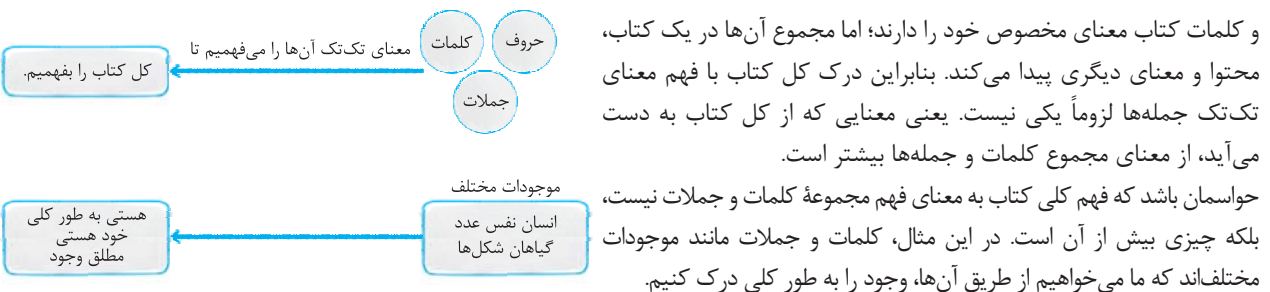 و کلمات کتاب معنای مخصوص خود را دارند؛ اما مجموع آن‌ها در یک کتاب،
محتوا و معنای دیگری پیدا می‌کند. بنابراین درک کل کتاب با فهم معنای
تک‌تک جمله‌ها لزوماً یکی نیست. یعنی معنایی که از کل کتاب به دست
می‌آید، از معنای مجموع کلمات و جمله‌ها بیشتر است.
حواسمان باشد که فهم کلی کتاب به معنای فهم مجموعهٔ کلمات و جملات نیست،
بلکه چیزی بیش از آن است. در این مثال، کلمات و جملات مانند موجودات
مختلف‌اند که ما می‌خواهیم از طریق آن‌ها، وجود را به طور کلی درک کنیم.
حروف
کلمات
جملات
معنای تک‌تک آن‌ها را می‌فهمیم تا
کل کتاب را بفهمیم.
موجودات مختلف
انسان نفس عدد
گیاهان شکل‌ها
هستی به طور کلی
خود هستی
مطلق وجود